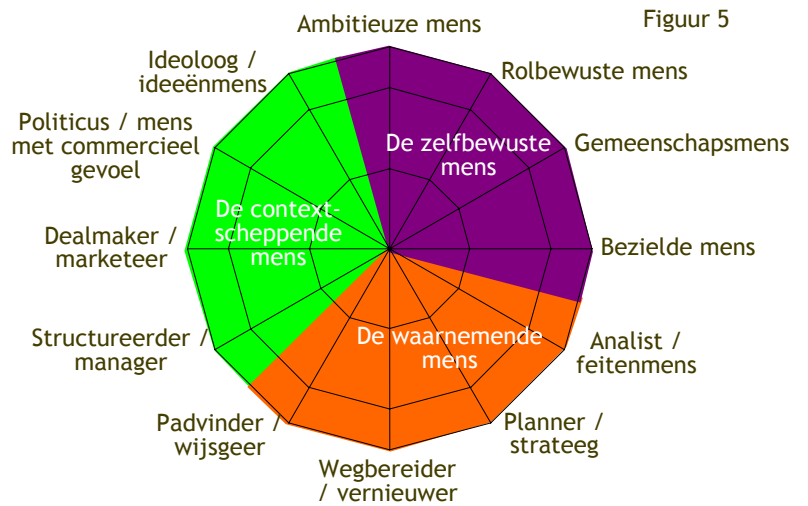 Figuur 5
Ambitieuze mens
Rolbewuste mens
Gemeenschapsmens
Bezielde mens
Analist /
feitenmens
Planner /
strateeg
Wegbereider
/ vernieuwer
Padvinder /
wijsgeer
Structureerder /
manager
Dealmaker /
marketeer
Politicus / mens
met commercieel
gevoel
Ideoloog /
ideeënmens
De zelfbewuste
mens
De context-
scheppende
mens
De waarnemende
mens